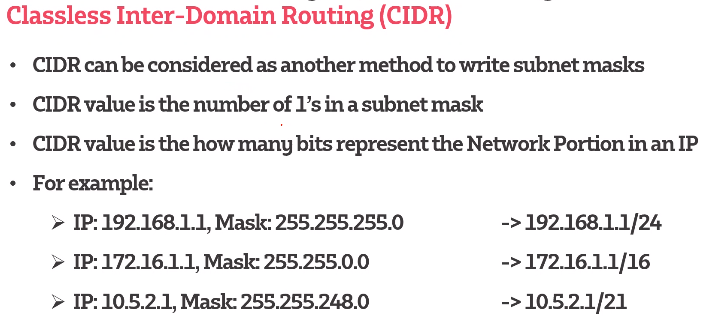 Classless Inter-Domain Routing (CIDR)
• CIDR can be considered as another method to write subnet masks
• CIDR value is the number of 1's in a subnet mask
• CIDR value is the how many bits represent the Network Portion in an IP
• For example:
➢ IP: 192.168.1.1, Mask: 255.255.255.0 -> 192.168.1.1/24
➢ IP: 172.16.1.1, Mask: 255.255.0.0 -> 172.16.1.1/16
➢ IP: 10.5.2.1, Mask: 255.255.248.0 -> 10.5.2.1/21